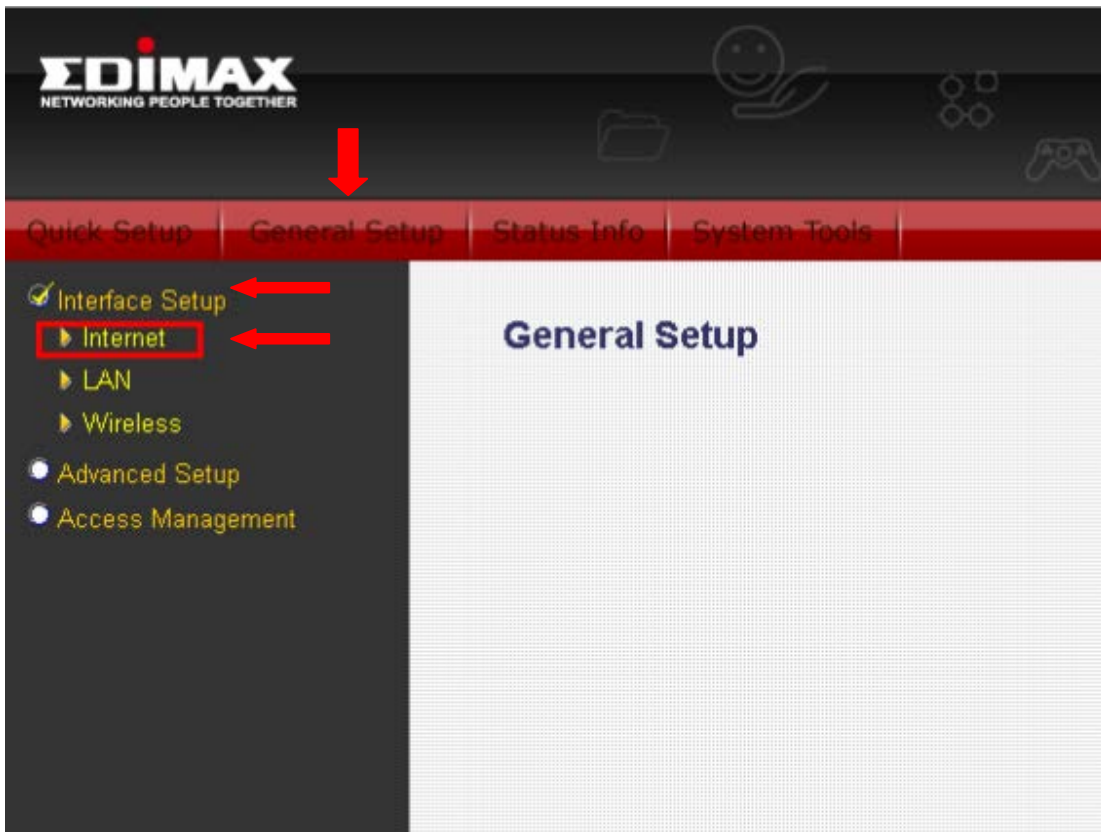 EDiMAX
NETWORKING PEOPLE TOGETHER
Quick Setup General Setup Status Info System Tools
Interface Setup
Internet
LAN
Wireless
Advanced Setup
Access Management
General Setup